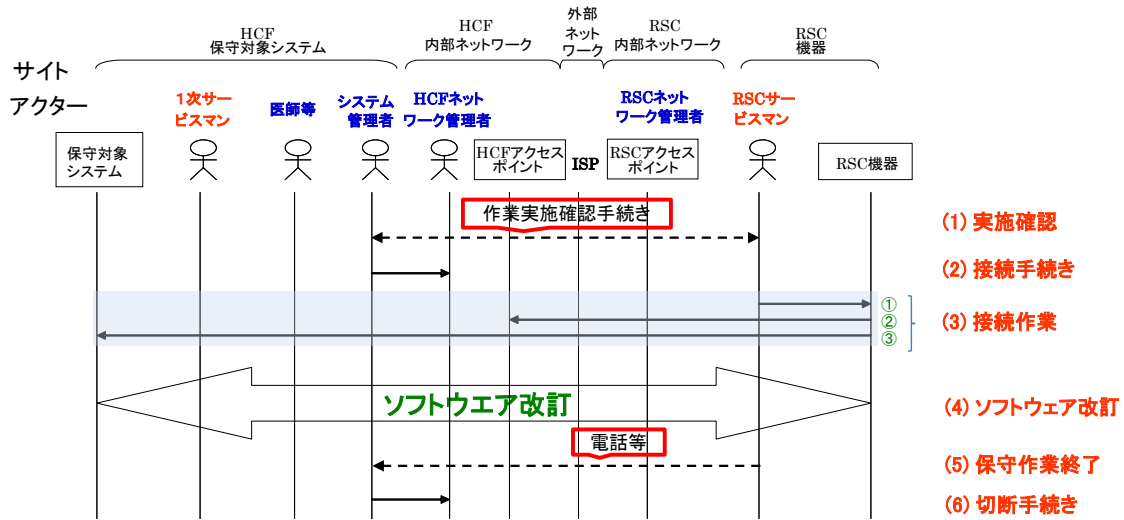 HCF
保守対象システム
HCF
内部ネットワーク
外部
ネット
ワーク
RSC
内部ネットワーク
RSC
機器
サイト
アクター
1次サー
ビスマン
医師等
システム
管理者
HCFネット
ワーク管理者
RSCネット
ワーク管理者
RSCサー
ビスマン
保守対象
システム
HCFアクセス
ポイント
ISP
RSCアクセス
ポイント
RSC機器
作業実施確認手続き
(1) 実施確認
(2) 接続手続き
①
②
③
(3) 接続作業
ソフトウエア改訂
(4) ソフトウェア改訂
電話等
(5) 保守作業終了
(6) 切断手続き